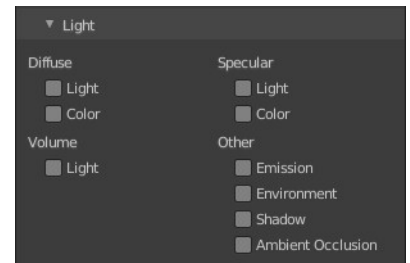 Light
Diffuse
Specular
Light
Light
Color
Color
Volume
Other
Light
Emission
Environment
Shadow
Ambient Occlusion